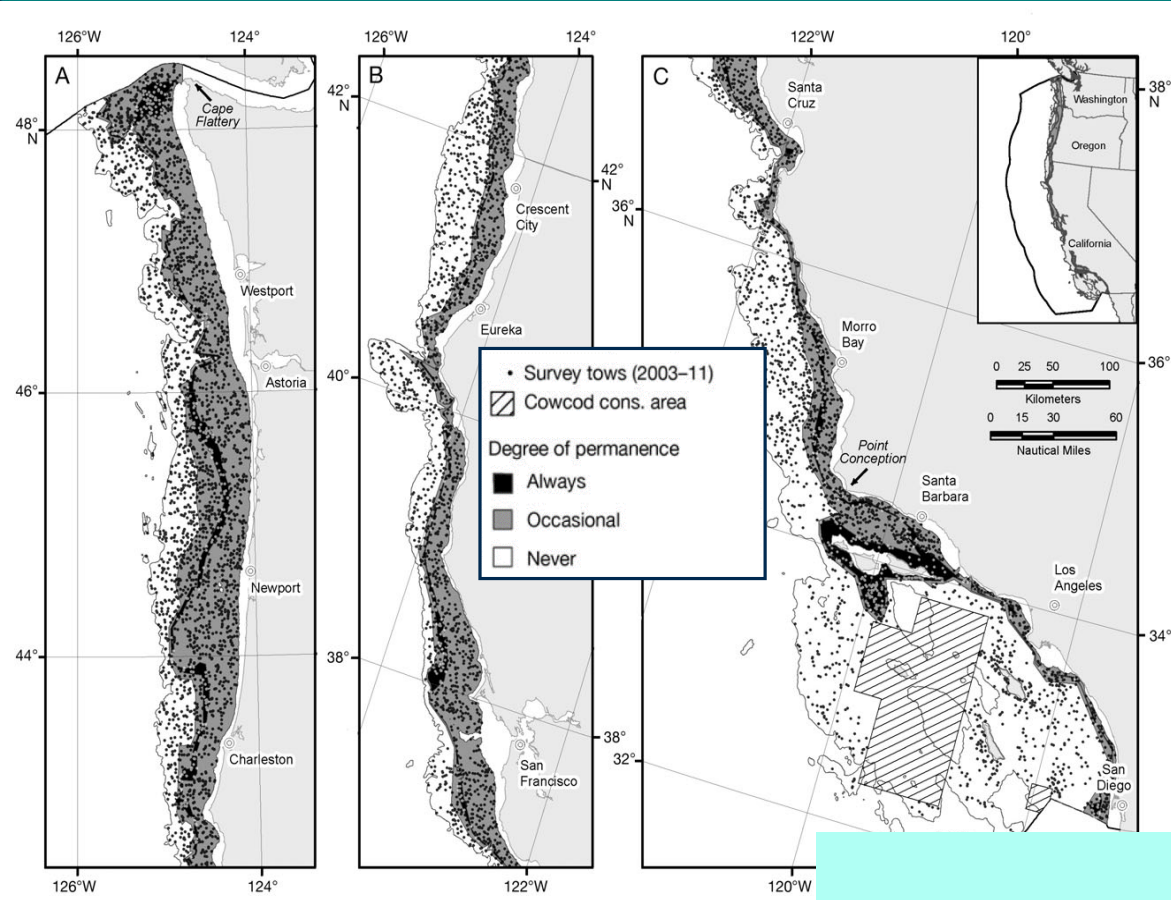 126°W
124°
A
Cape
Flattery
48°
N
Westport
Astoria
46°
Newport
44°
Charleston
126°W
124°
126°W
124°
B
42°
N
42°
N
Crescent
City
Eureka
40°
38°
38°
San
Francisco
122°W
Survey tows (2003–11)
Cowcod cons. area
Degree of permanence
Always
Occasional
Never
122°W
120°
C
Santa
Cruz
38°
N
Washington
Oregon
California
36°
N
Morro
Bay
36°
0 25 50 100
Kilometers
0 15 30 60
Nautical Miles
Point
Conception
Santa
Barbara
Los
Angeles
34°
32°
San
Diego
120°W